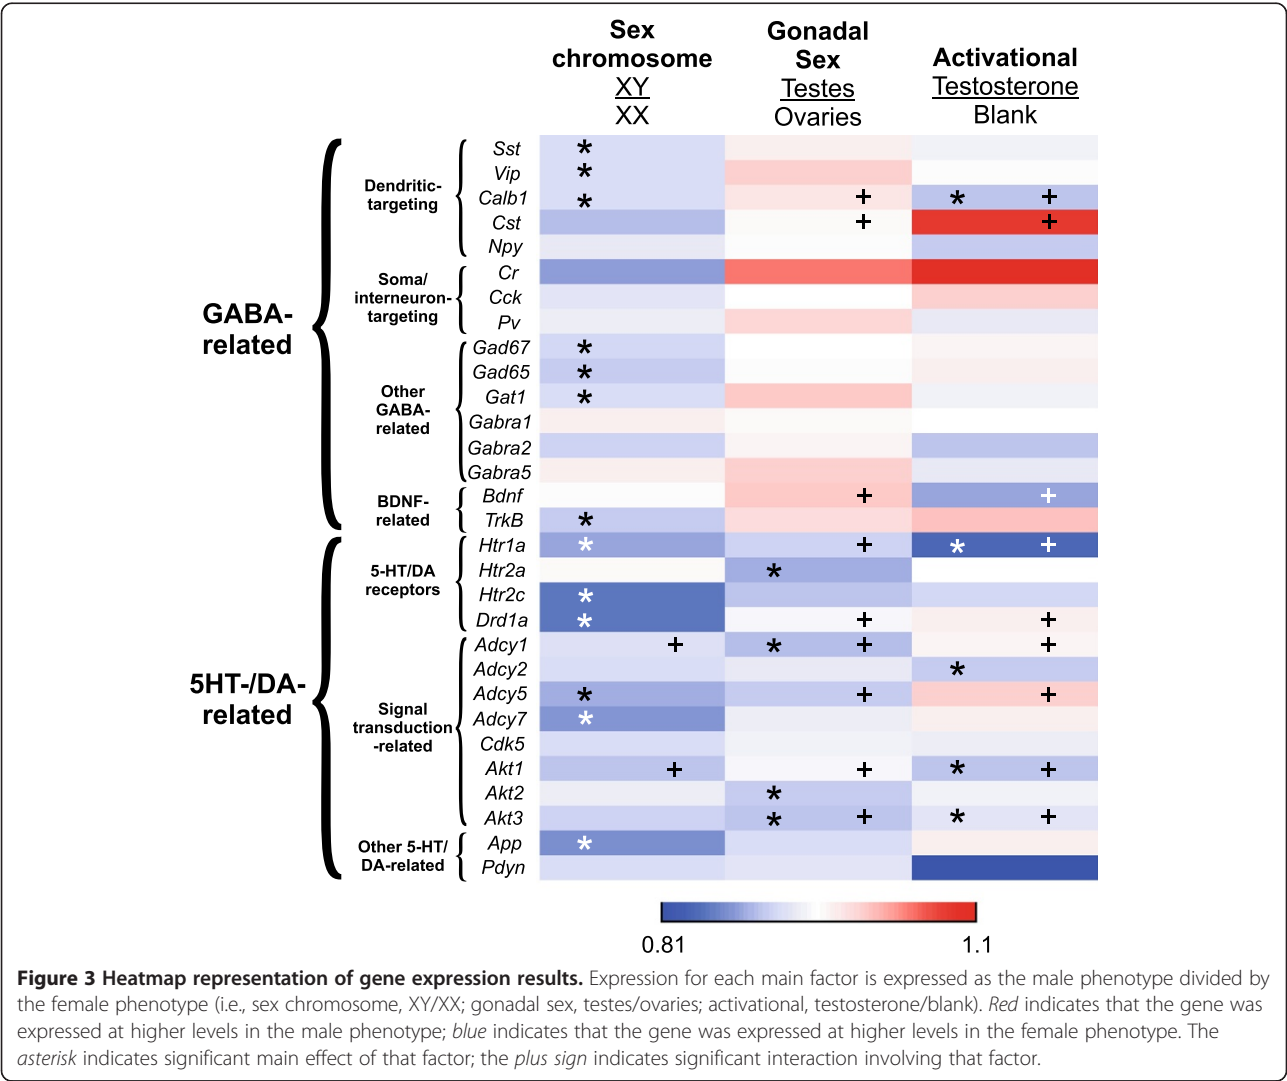 Sex
chromosome
XY
XX
Gonadal
Sex
Testes
Ovaries
Activational
Testosterone
Blank
GABA-
related
Dendritic-
targeting
Sst *
Vip *
Calb1 * + * +
Cst + +
Npy
Soma/
interneuron-
targeting
Cr
Cck
Pv
Other
GABA-
related
Gad67 *
Gad65 *
Gat1 *
Gabra1
Gabra2
Gabra5
BDNF-
related
Bdnf + +
TrkB *
5HT-/DA-
related
5-HT/DA
receptors
Htr1a * + * +
Htr2a *
Htr2c *
Drd1a * + +
Signal
transduction
-related
Adcy1 + * + +
Adcy2 *
Adcy5 * + +
Adcy7 *
Cdk5
Akt1 + + * +
Akt2 *
Akt3 * + * +
Other 5-HT/
DA-related
App *
Pdyn
0.81 1.1
Figure 3 Heatmap representation of gene expression results. Expression for each main factor is expressed as the male phenotype divided by
the female phenotype (i.e., sex chromosome, XY/XX; gonadal sex, testes/ovaries; activational, testosterone/blank). Red indicates that the gene was
expressed at higher levels in the male phenotype; blue indicates that the gene was expressed at higher levels in the female phenotype. The
asterisk indicates significant main effect of that factor; the plus sign indicates significant interaction involving that factor.